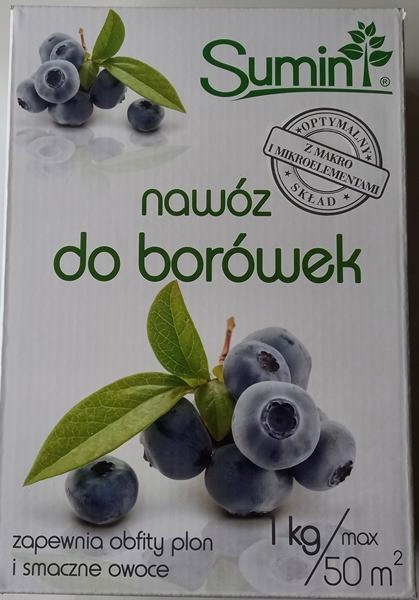 Sumin®
OPTYMALNY
Z MAKRO
I MIKROELEMENTAMI
SKŁAD
nawóz
do borówek
zapewnia obfity plon
i smaczne owoce
1 kg/max
50 m²